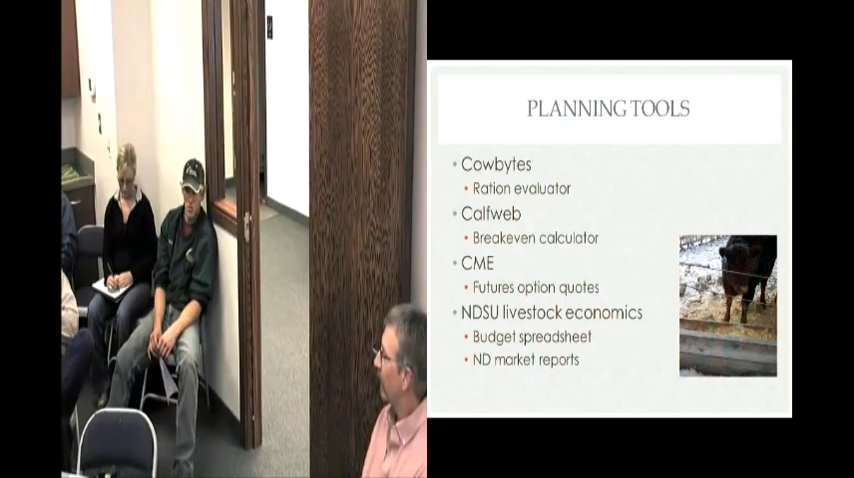 PLANNING TOOLS
Cowbytes
Ration evaluator
Calfweb
Breakeven calculator
CME
Futures option quotes
NDSU livestock economics
Budget spreadsheet
ND market reports